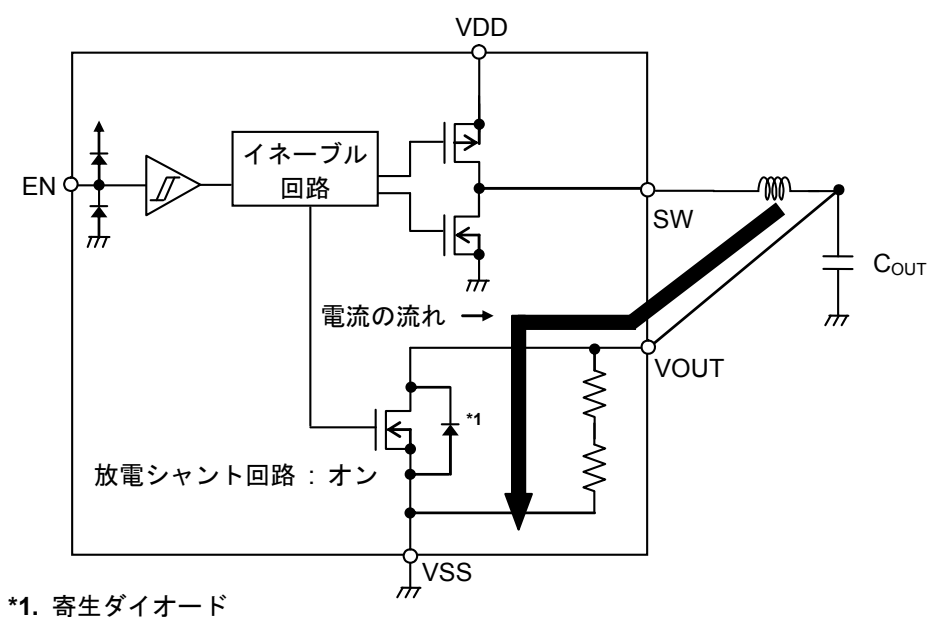 VDD
イネーブル
回路
EN
SW
C_OUT
電流の流れ →
VOUT
*1
放電シャント回路 : オン
VSS
*1. 寄生ダイオード